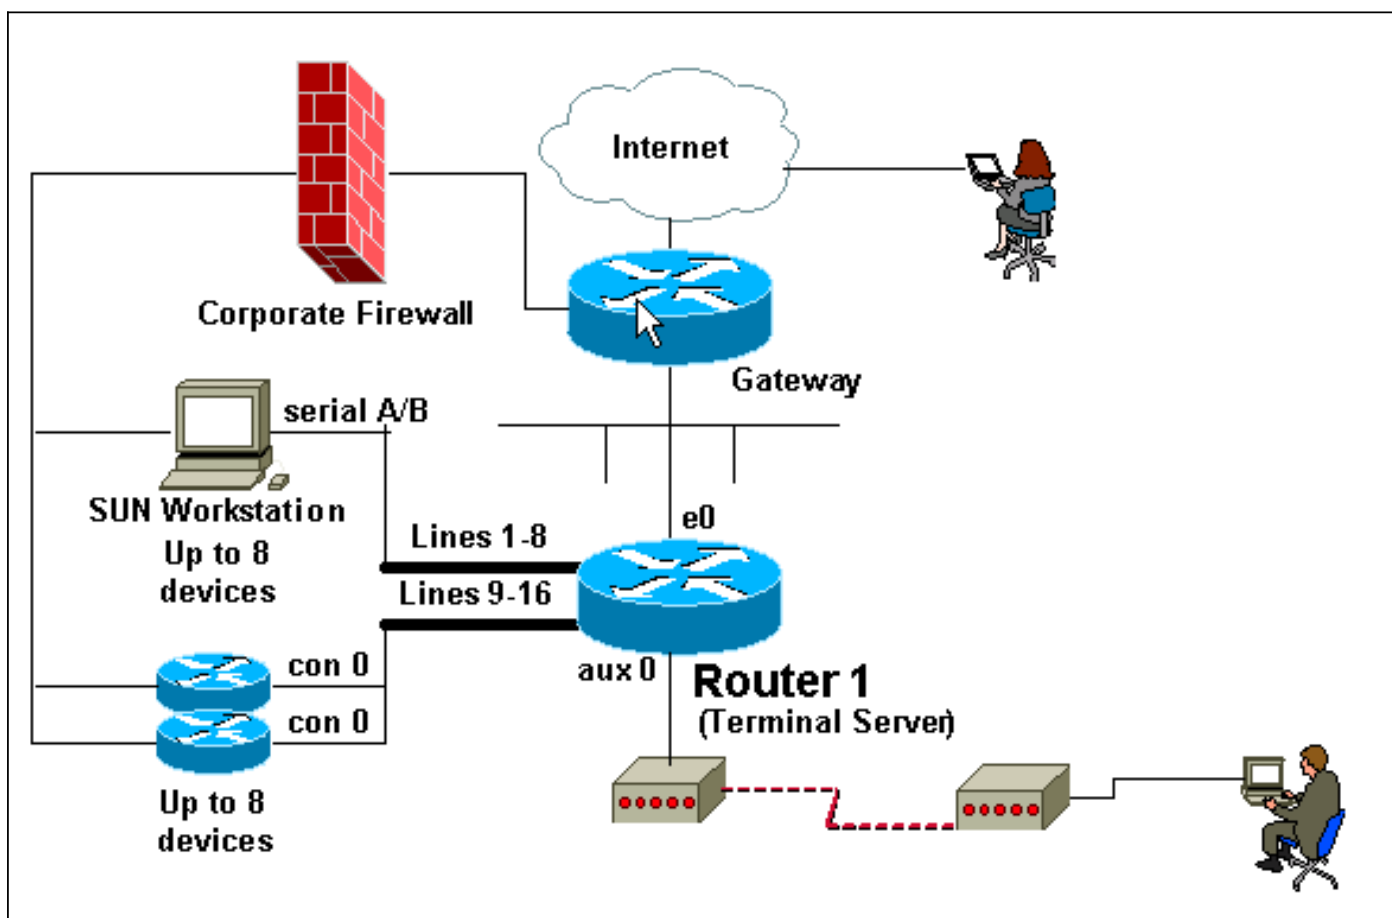 Internet
Corporate Firewall
Gateway
serial A/B
SUN Workstation
Up to 8
devices
e0
Lines 1-8
Lines 9-16
aux 0
Router 1
(Terminal Server)
con 0
con 0
Up to 8
devices